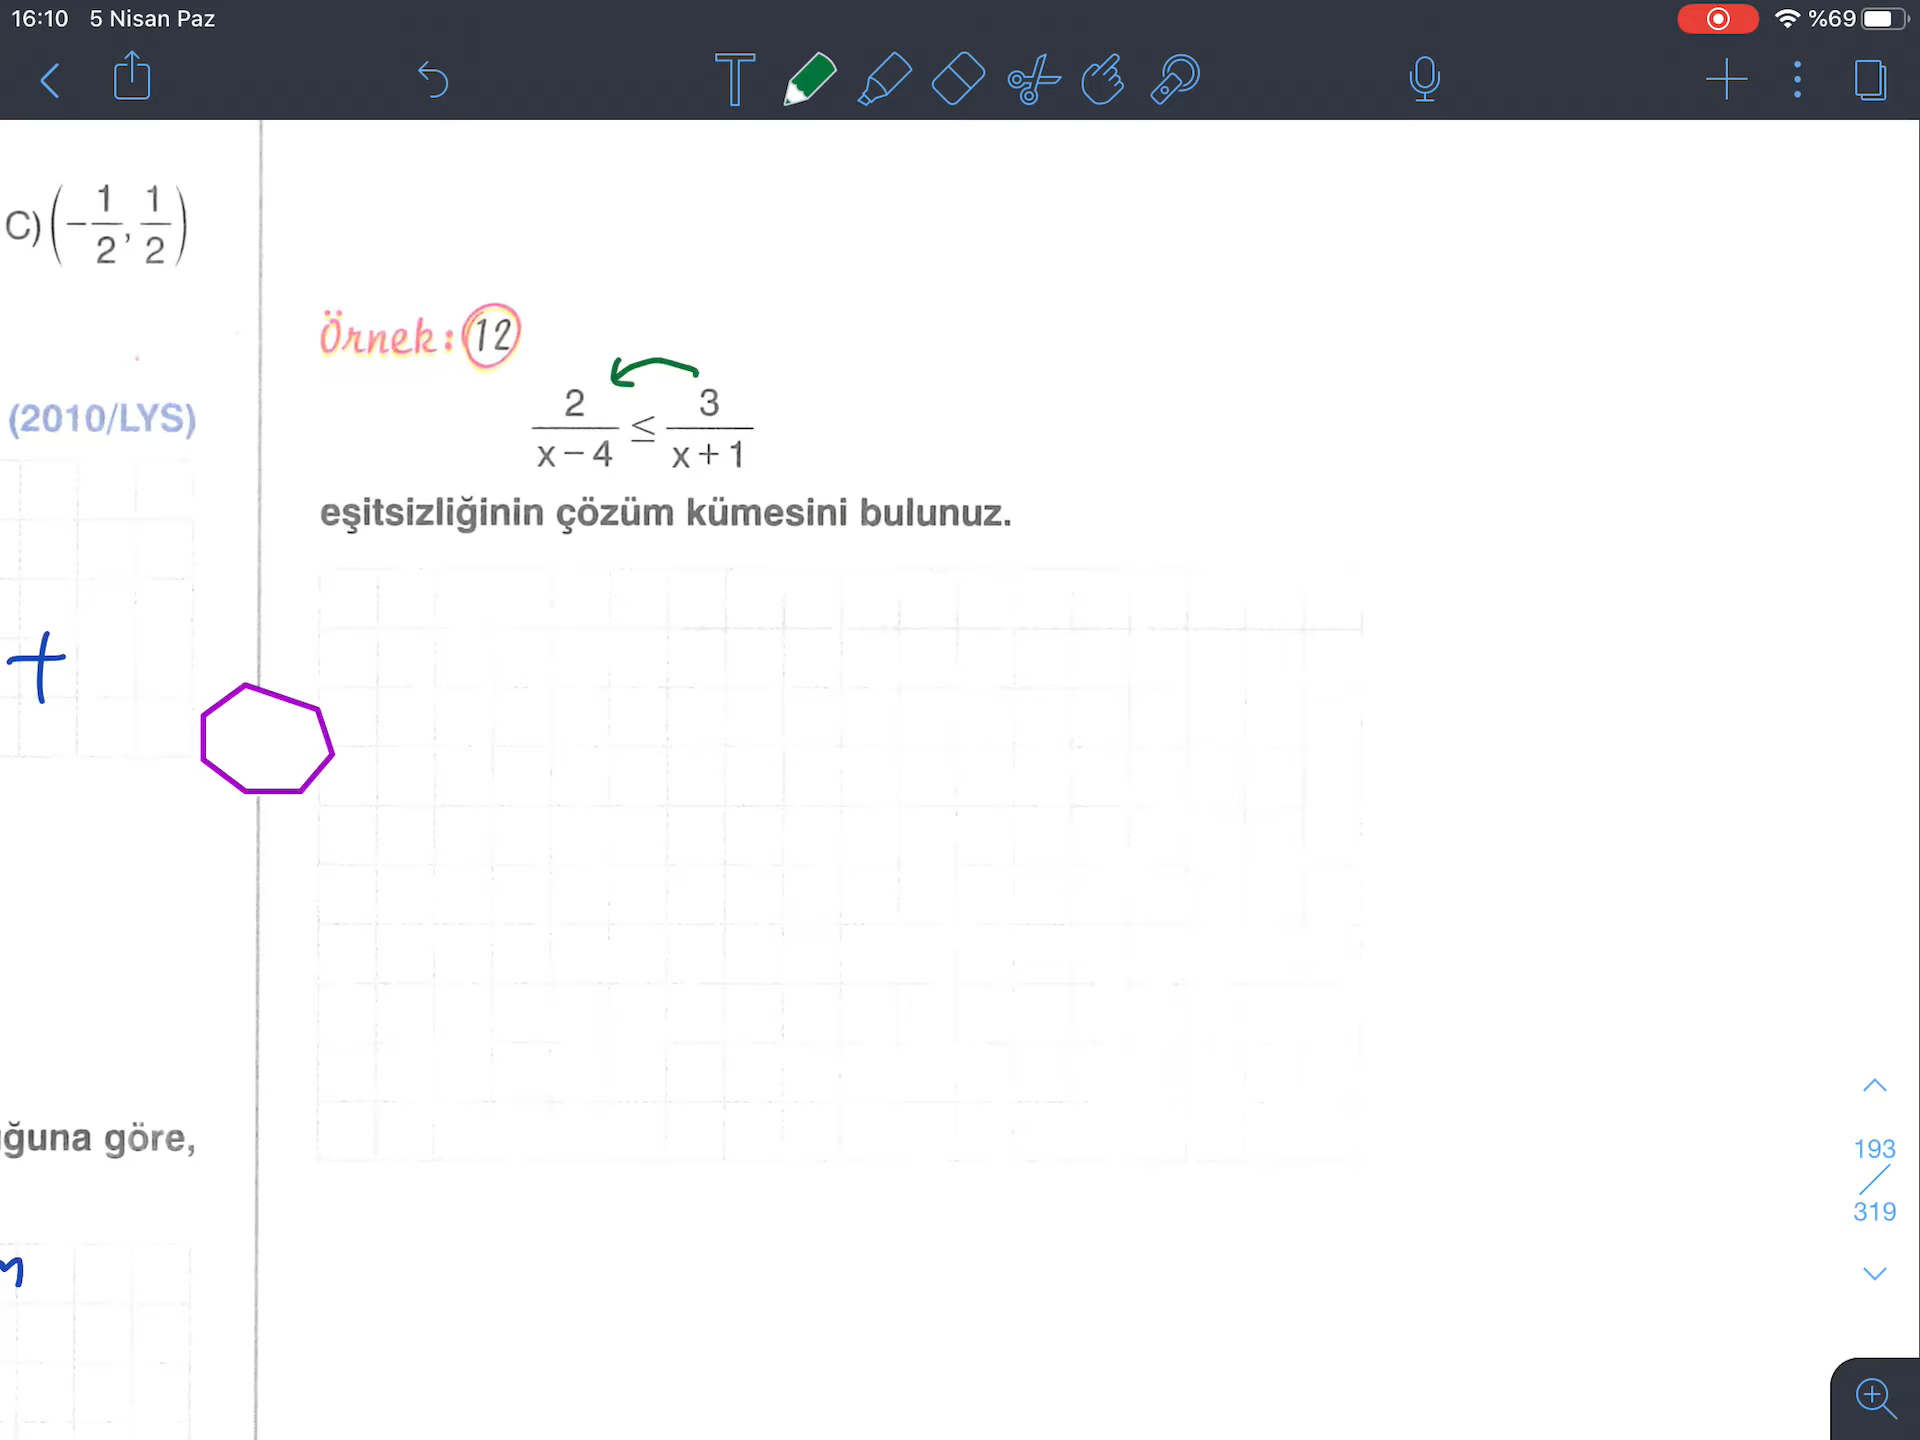 16:10 5 Nisan Paz %69
C) (-1/2, 1/2)
(2010/LYS)
+
ğuna göre,
Örnek: 12
2/(x-4) ≤ 3/(x+1)
eşitsizliğinin çözüm kümesini bulunuz.
193
319